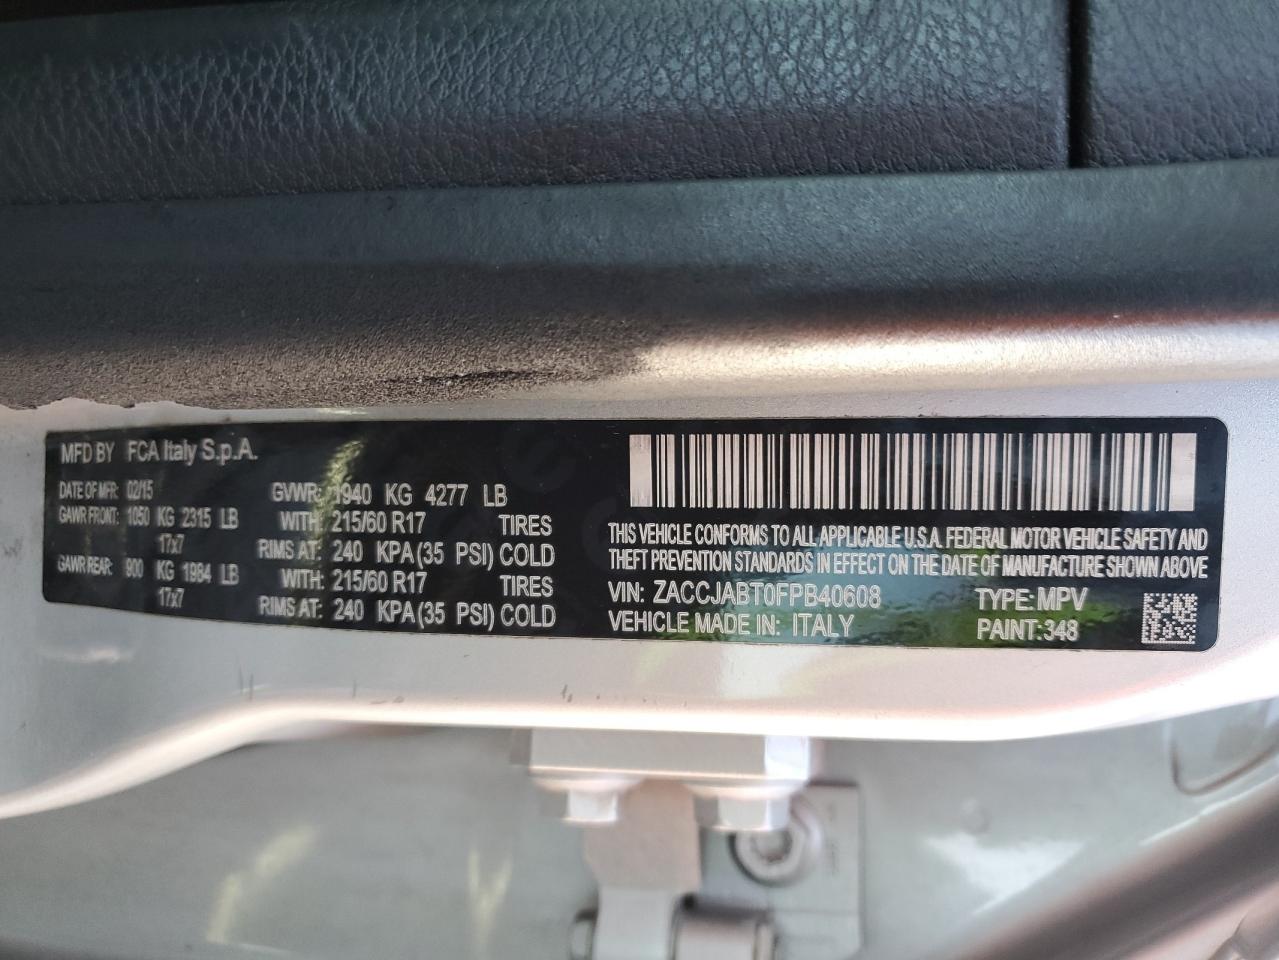 MFD BY FCA Italy S.p.A.
DATE OF MFR: 02/15 GVWR: 1940 KG 4277 LB
GAWR FRONT: 1050 KG 2315 LB WITH: 215/60 R17 TIRES
17x7 RIMS AT: 240 KPA (35 PSI) COLD
GAWR REAR: 900 KG 1984 LB WITH: 215/60 R17 TIRES
17x7 RIMS AT: 240 KPA (35 PSI) COLD
THIS VEHICLE CONFORMS TO ALL APPLICABLE U.S.A. FEDERAL MOTOR VEHICLE SAFETY AND
THEFT PREVENTION STANDARDS IN EFFECT ON THE DATE OF MANUFACTURE SHOWN ABOVE
VIN: ZACCJABT0FPB40608 TYPE: MPV
VEHICLE MADE IN: ITALY PAINT: 348